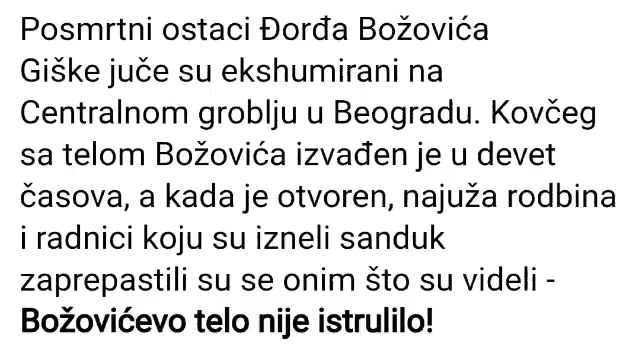 Posmrtni ostaci Đorđa Božovića
Giške juče su ekshumirani na
Centralnom groblju u Beogradu. Kovčeg
sa telom Božovića izvađen je u devet
časova, a kada je otvoren, najuža rodbina
i radnici koju su izneli sanduk
zaprepastili su se onim što su videli -
Božovićevo telo nije istrulilo!